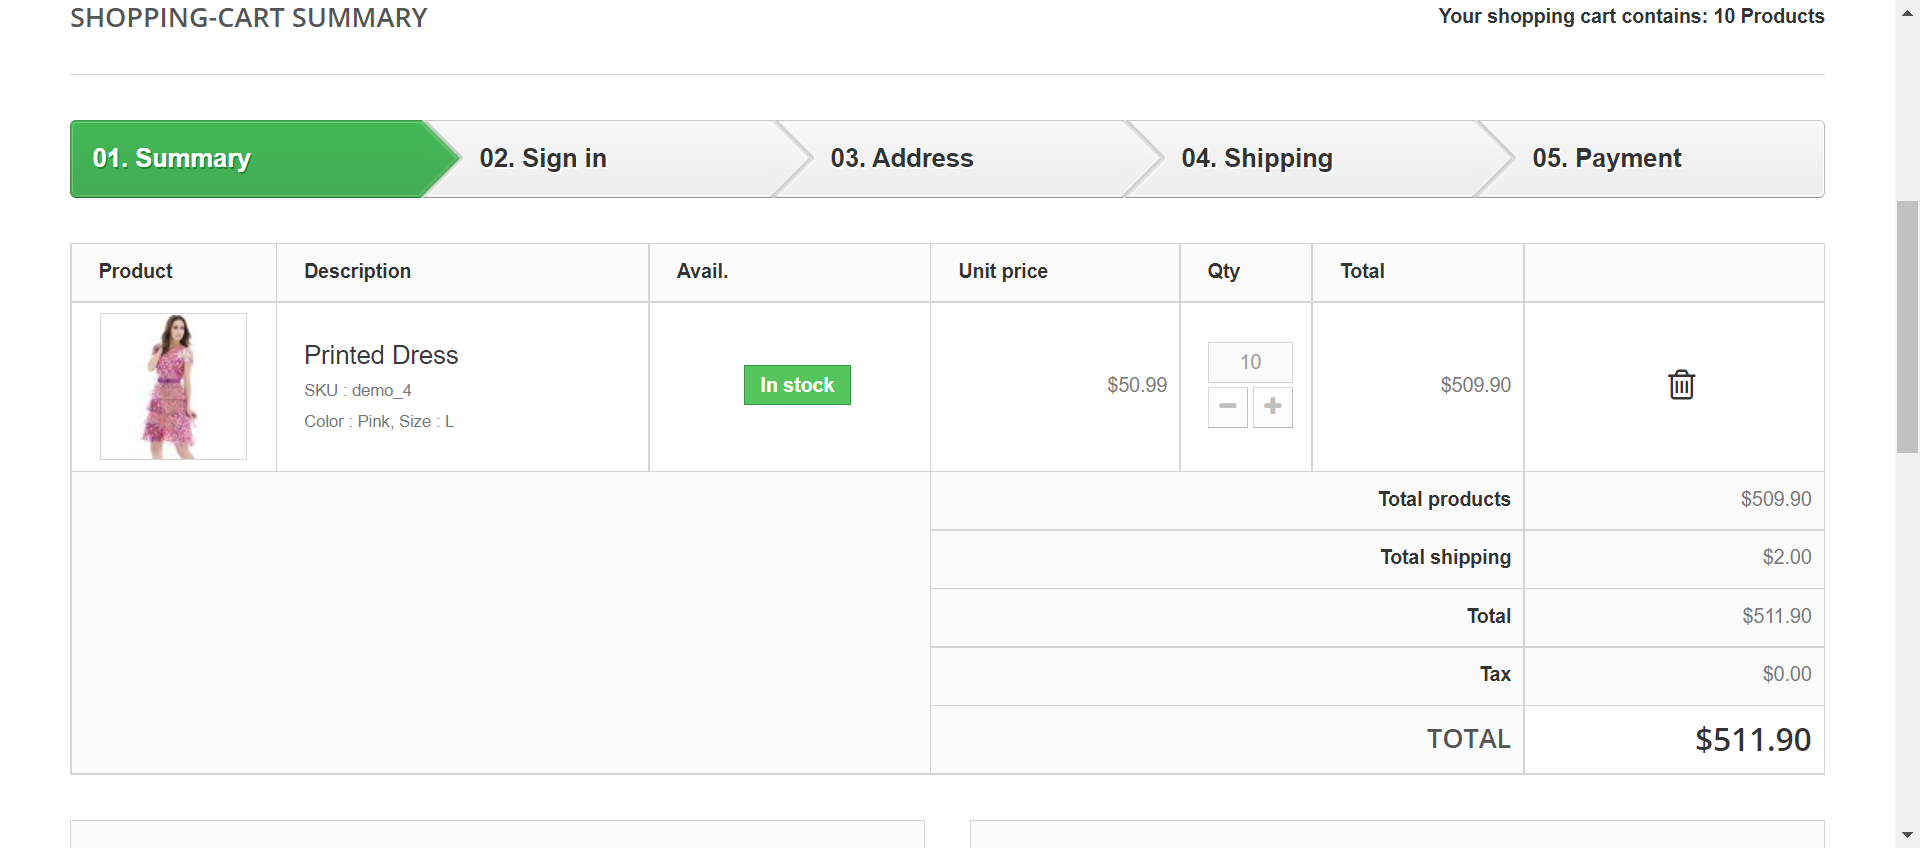 SHOPPING-CART SUMMARY
Your shopping cart contains: 10 Products
01. Summary
02. Sign in
03. Address
04. Shipping
05. Payment
Product
Description
Avail.
Unit price
Qty
Total
Printed Dress
SKU : demo_4
Color : Pink, Size : L
In stock
$50.99
10
$509.90
Total products
$509.90
Total shipping
$2.00
Total
$511.90
Tax
$0.00
TOTAL
$511.90